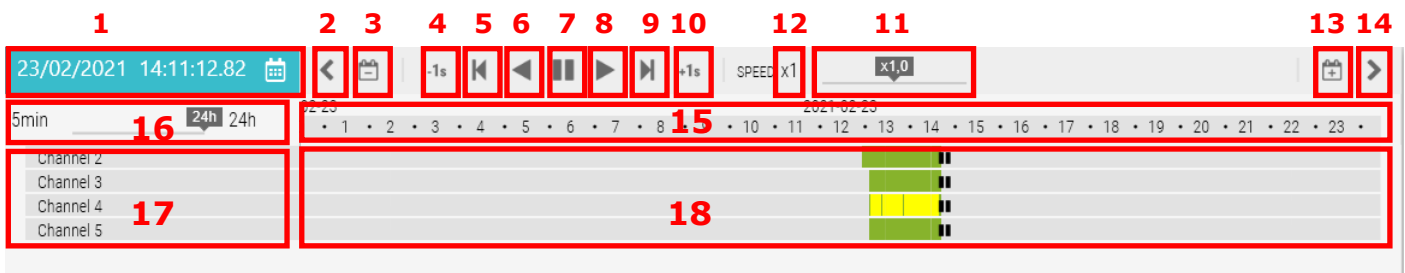 1 2 3 4 5 6 7 8 9 10 12 11 13 14
23/02/2021 14:11:12.82 -1s +1s SPEED x1 x1,0
02-23 2021-02-23
5min 24h 24h
16 1 2 3 4 5 6 7 8 15 10 11 12 13 14 15 16 17 18 19 20 21 22 23
Channel 2
Channel 3
Channel 4
17 18
Channel 5